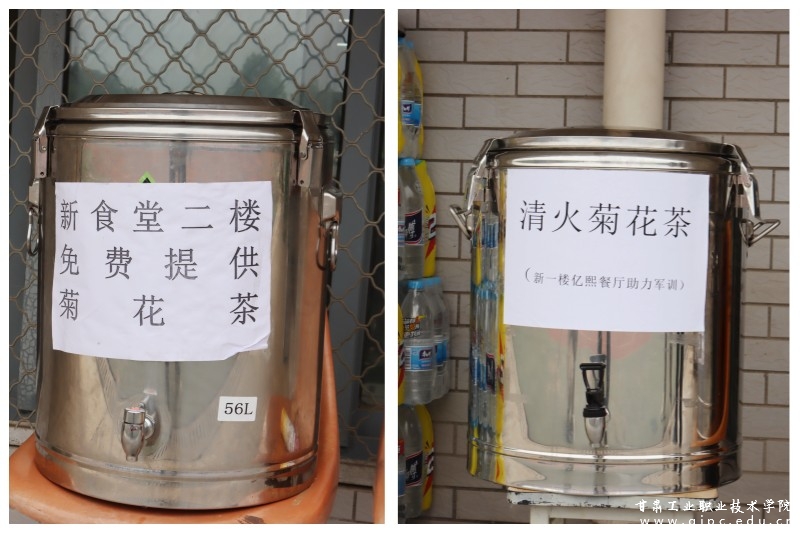 新食堂二楼
免费提供
菊花茶
56L
清火菊花茶
（新一楼亿熙餐厅助力军训）
甘肃工业职业技术学院
www.gipc.edu.cn